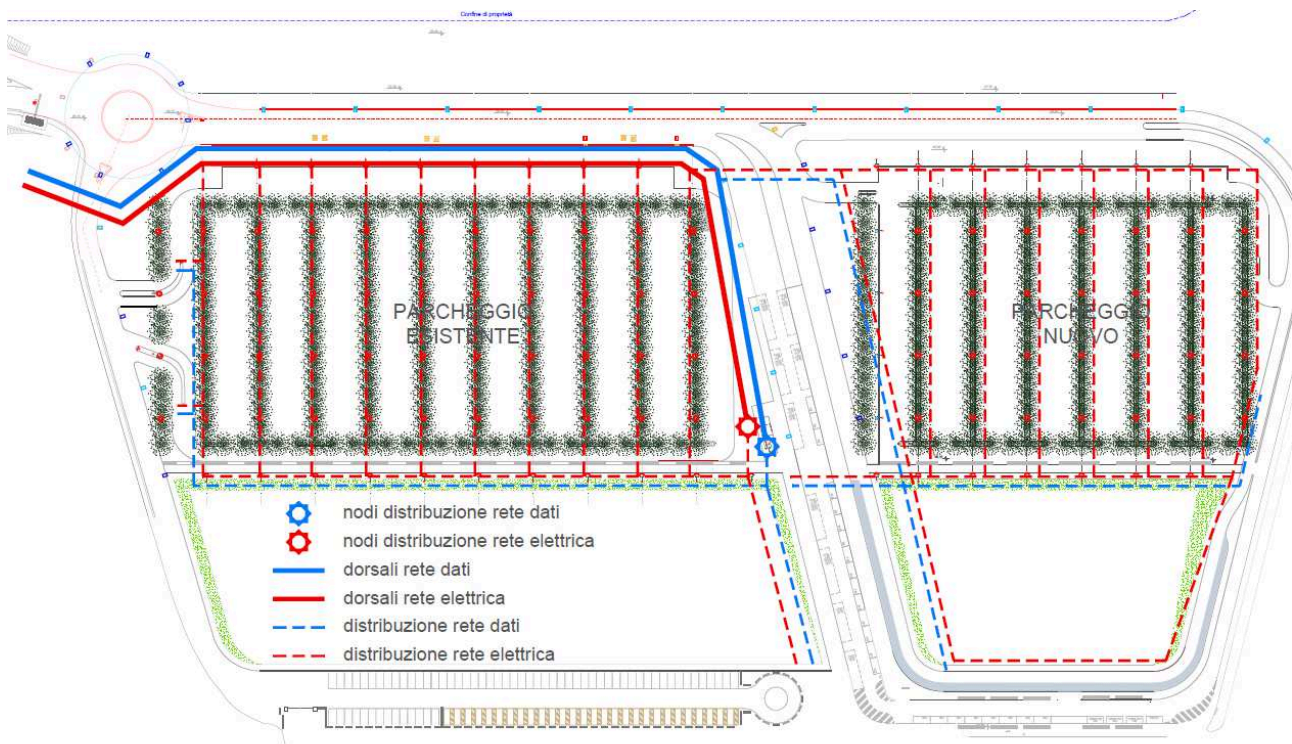 Confine di proprietà
PARCHEGGIO
ESISTENTE
PARCHEGGIO
NUOVO
nodi distribuzione rete dati
nodi distribuzione rete elettrica
dorsali rete dati
dorsali rete elettrica
distribuzione rete dati
distribuzione rete elettrica